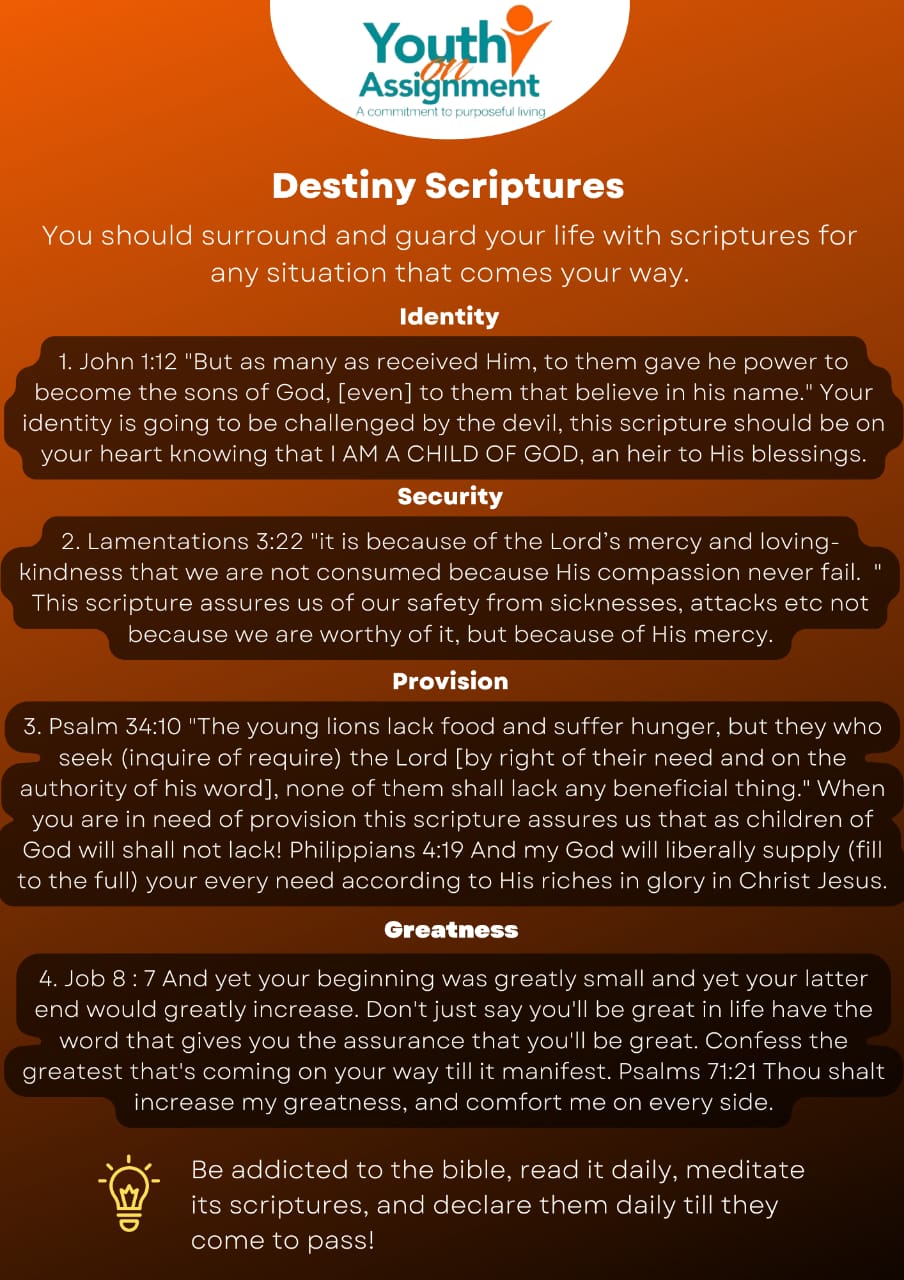 Youth
on
Assignment
A commitment to purposeful living
Destiny Scriptures
You should surround and guard your life with scriptures for
any situation that comes your way.
Identity
1. John 1:12 "But as many as received Him, to them gave he power to
become the sons of God, [even] to them that believe in his name." Your
identity is going to be challenged by the devil, this scripture should be on
your heart knowing that I AM A CHILD OF GOD, an heir to His blessings.
Security
2. Lamentations 3:22 "it is because of the Lord’s mercy and loving-
kindness that we are not consumed because His compassion never fail. "
This scripture assures us of our safety from sicknesses, attacks etc not
because we are worthy of it, but because of His mercy.
Provision
3. Psalm 34:10 "The young lions lack food and suffer hunger, but they who
seek (inquire of require) the Lord [by right of their need and on the
authority of his word], none of them shall lack any beneficial thing." When
you are in need of provision this scripture assures us that as children of
God will shall not lack! Philippians 4:19 And my God will liberally supply (fill
to the full) your every need according to His riches in glory in Christ Jesus.
Greatness
4. Job 8 : 7 And yet your beginning was greatly small and yet your latter
end would greatly increase. Don't just say you'll be great in life have the
word that gives you the assurance that you'll be great. Confess the
greatest that's coming on your way till it manifest. Psalms 71:21 Thou shalt
increase my greatness, and comfort me on every side.
Be addicted to the bible, read it daily, meditate
its scriptures, and declare them daily till they
come to pass!